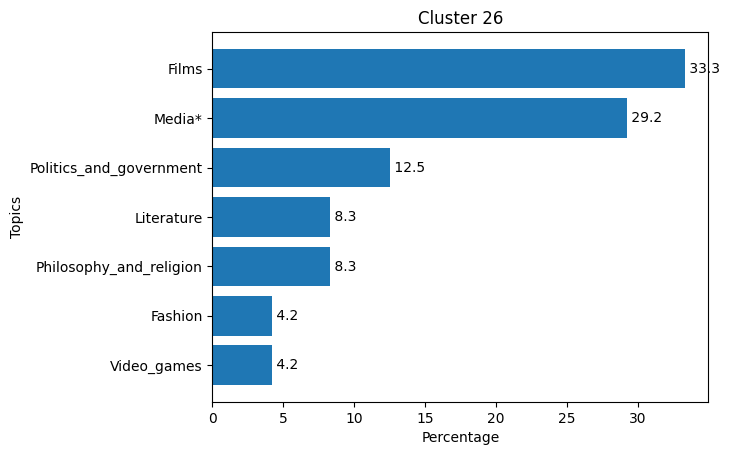 Cluster 26
Films 33.3
Media* 29.2
Politics_and_government 12.5
Literature 8.3
Philosophy_and_religion 8.3
Fashion 4.2
Video_games 4.2
Topics
0 5 10 15 20 25 30
Percentage